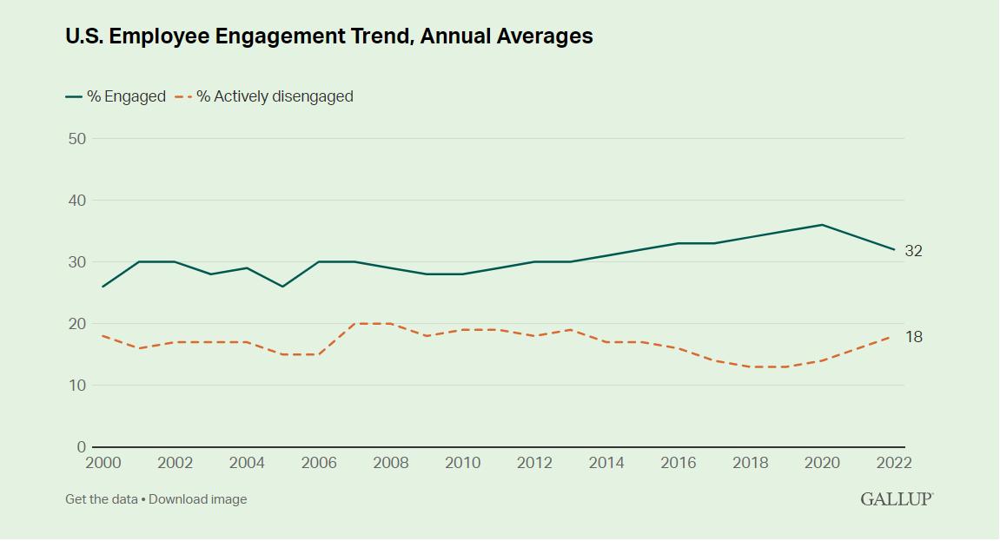 U.S. Employee Engagement Trend, Annual Averages
% Engaged % Actively disengaged
50
40
30
32
20
18
10
0
2000 2002 2004 2006 2008 2010 2012 2014 2016 2018 2020 2022
Get the data • Download image
GALLUP